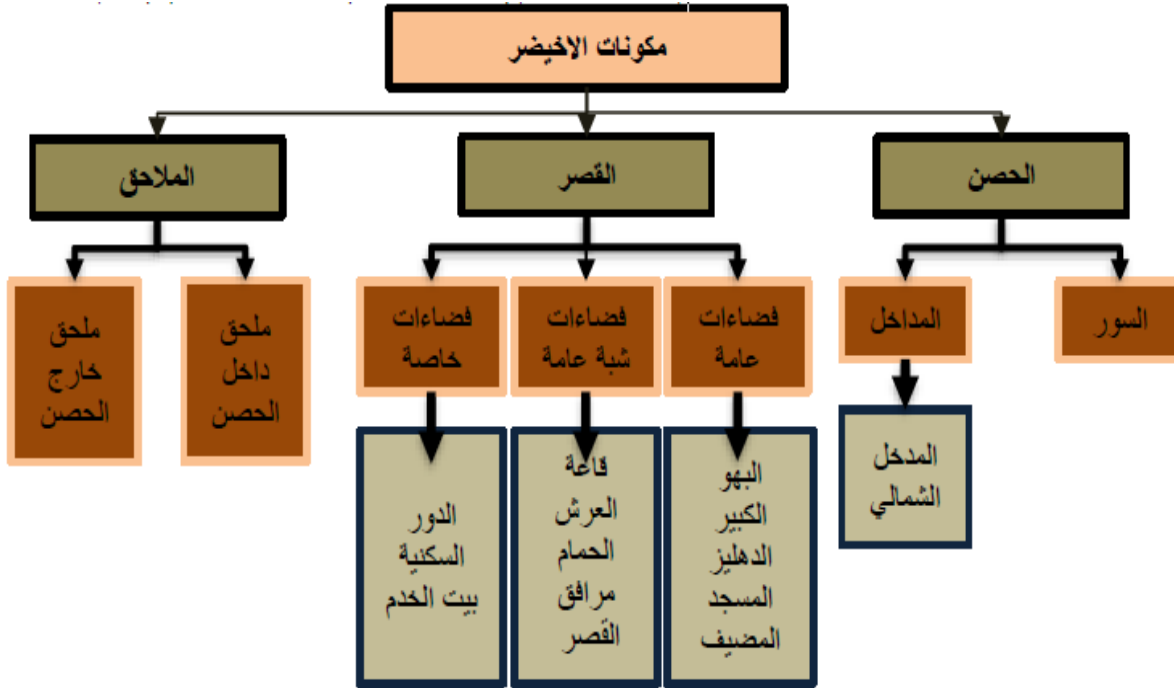 مكونات الاخيضر
الحصن
القصر
الملاحق
السور
المداخل
فضاءات
عامة
فضاءات
شبة عامة
فضاءات
خاصة
ملحق
داخل
الحصن
ملحق
خارج
الحصن
المدخل
الشمالي
البهو
الكبير
الدهليز
المسجد
المضيف
قاعة
العرش
الحمام
مرافق
القصر
الدور
السكنية
بيت الخدم